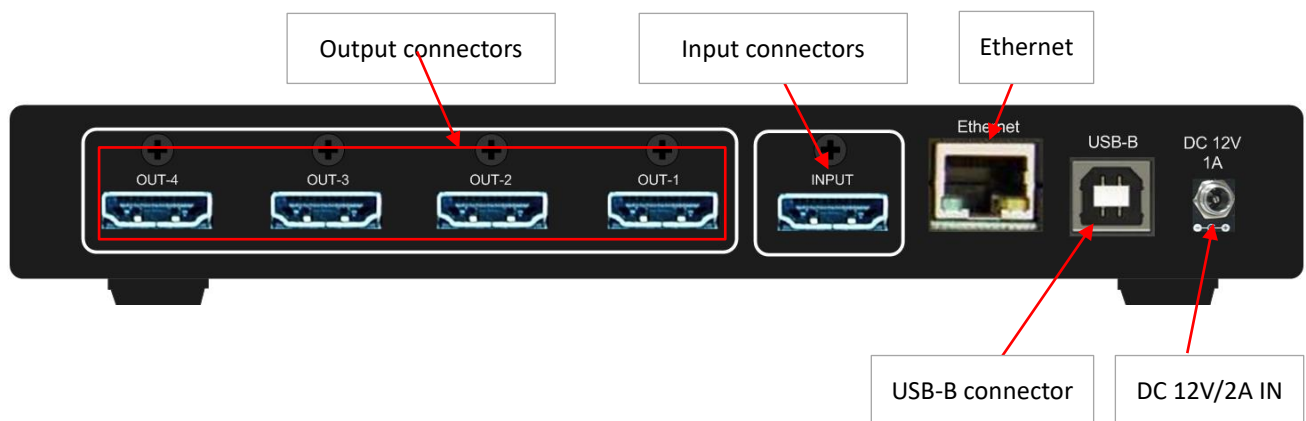 Output connectors
Input connectors
Ethernet
Ethernet
USB-B
DC 12V
1A
OUT-4
OUT-3
OUT-2
OUT-1
INPUT
USB-B connector
DC 12V/2A IN